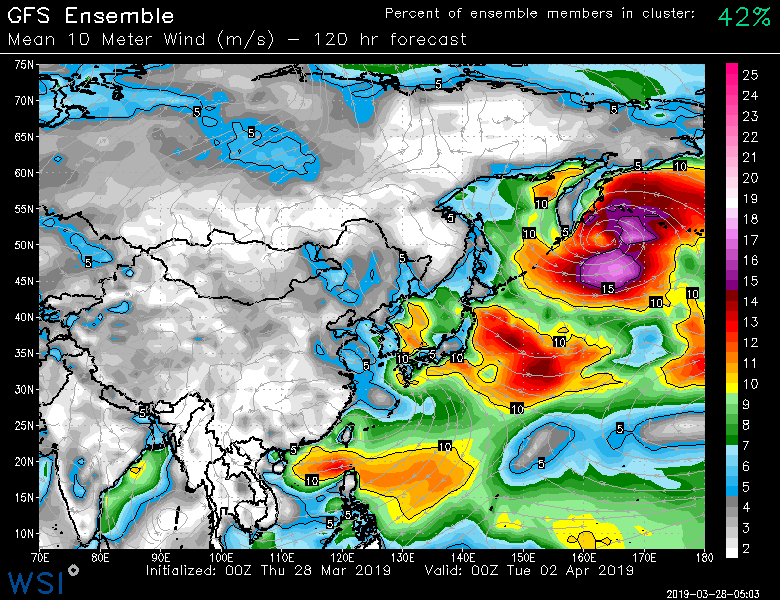 GFS Ensemble
Percent of ensemble members in cluster: 42%
Mean 10 Meter Wind (m/s) – 120 hr forecast
75N
70N
65N
60N
55N
50N
45N
40N
35N
30N
25N
20N
15N
10N
70E 80E 90E 100E 110E 120E 130E 140E 150E 160E 170E 180
5
5
5
5
5
10
10
5
5
10
5
5
15
10
10
10
5
10
5
10
10
5
5
10
5
5
10
10
5
5
25
24
23
22
21
20
19
18
17
16
15
14
13
12
11
10
9
8
7
6
5
4
3
2
Initialized: 00Z Thu 28 Mar 2019 Valid: 00Z Tue 02 Apr 2019
WSI
2019-03-28-05:03